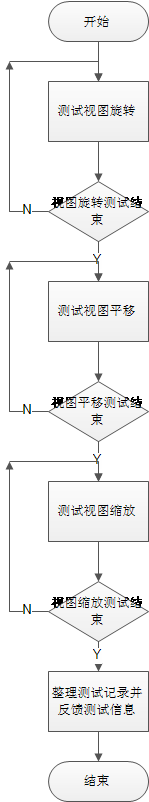 开始
测试视图旋转
视图旋转测试结
束
N
Y
测试视图平移
视图平移测试结
束
N
Y
测试视图缩放
视图缩放测试结
束
N
Y
整理测试记录并
反馈测试信息
结束